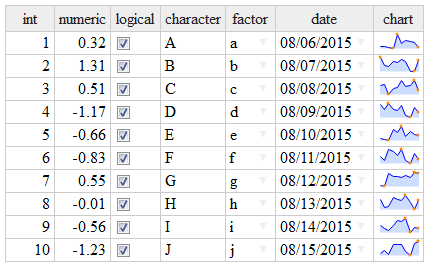 int numeric logical character factor date chart
1 0.32 A a 08/06/2015
2 1.31 B b 08/07/2015
3 0.51 C c 08/08/2015
4 -1.17 D d 08/09/2015
5 -0.66 E e 08/10/2015
6 -0.83 F f 08/11/2015
7 0.55 G g 08/12/2015
8 -0.01 H h 08/13/2015
9 -0.56 I i 08/14/2015
10 -1.23 J j 08/15/2015